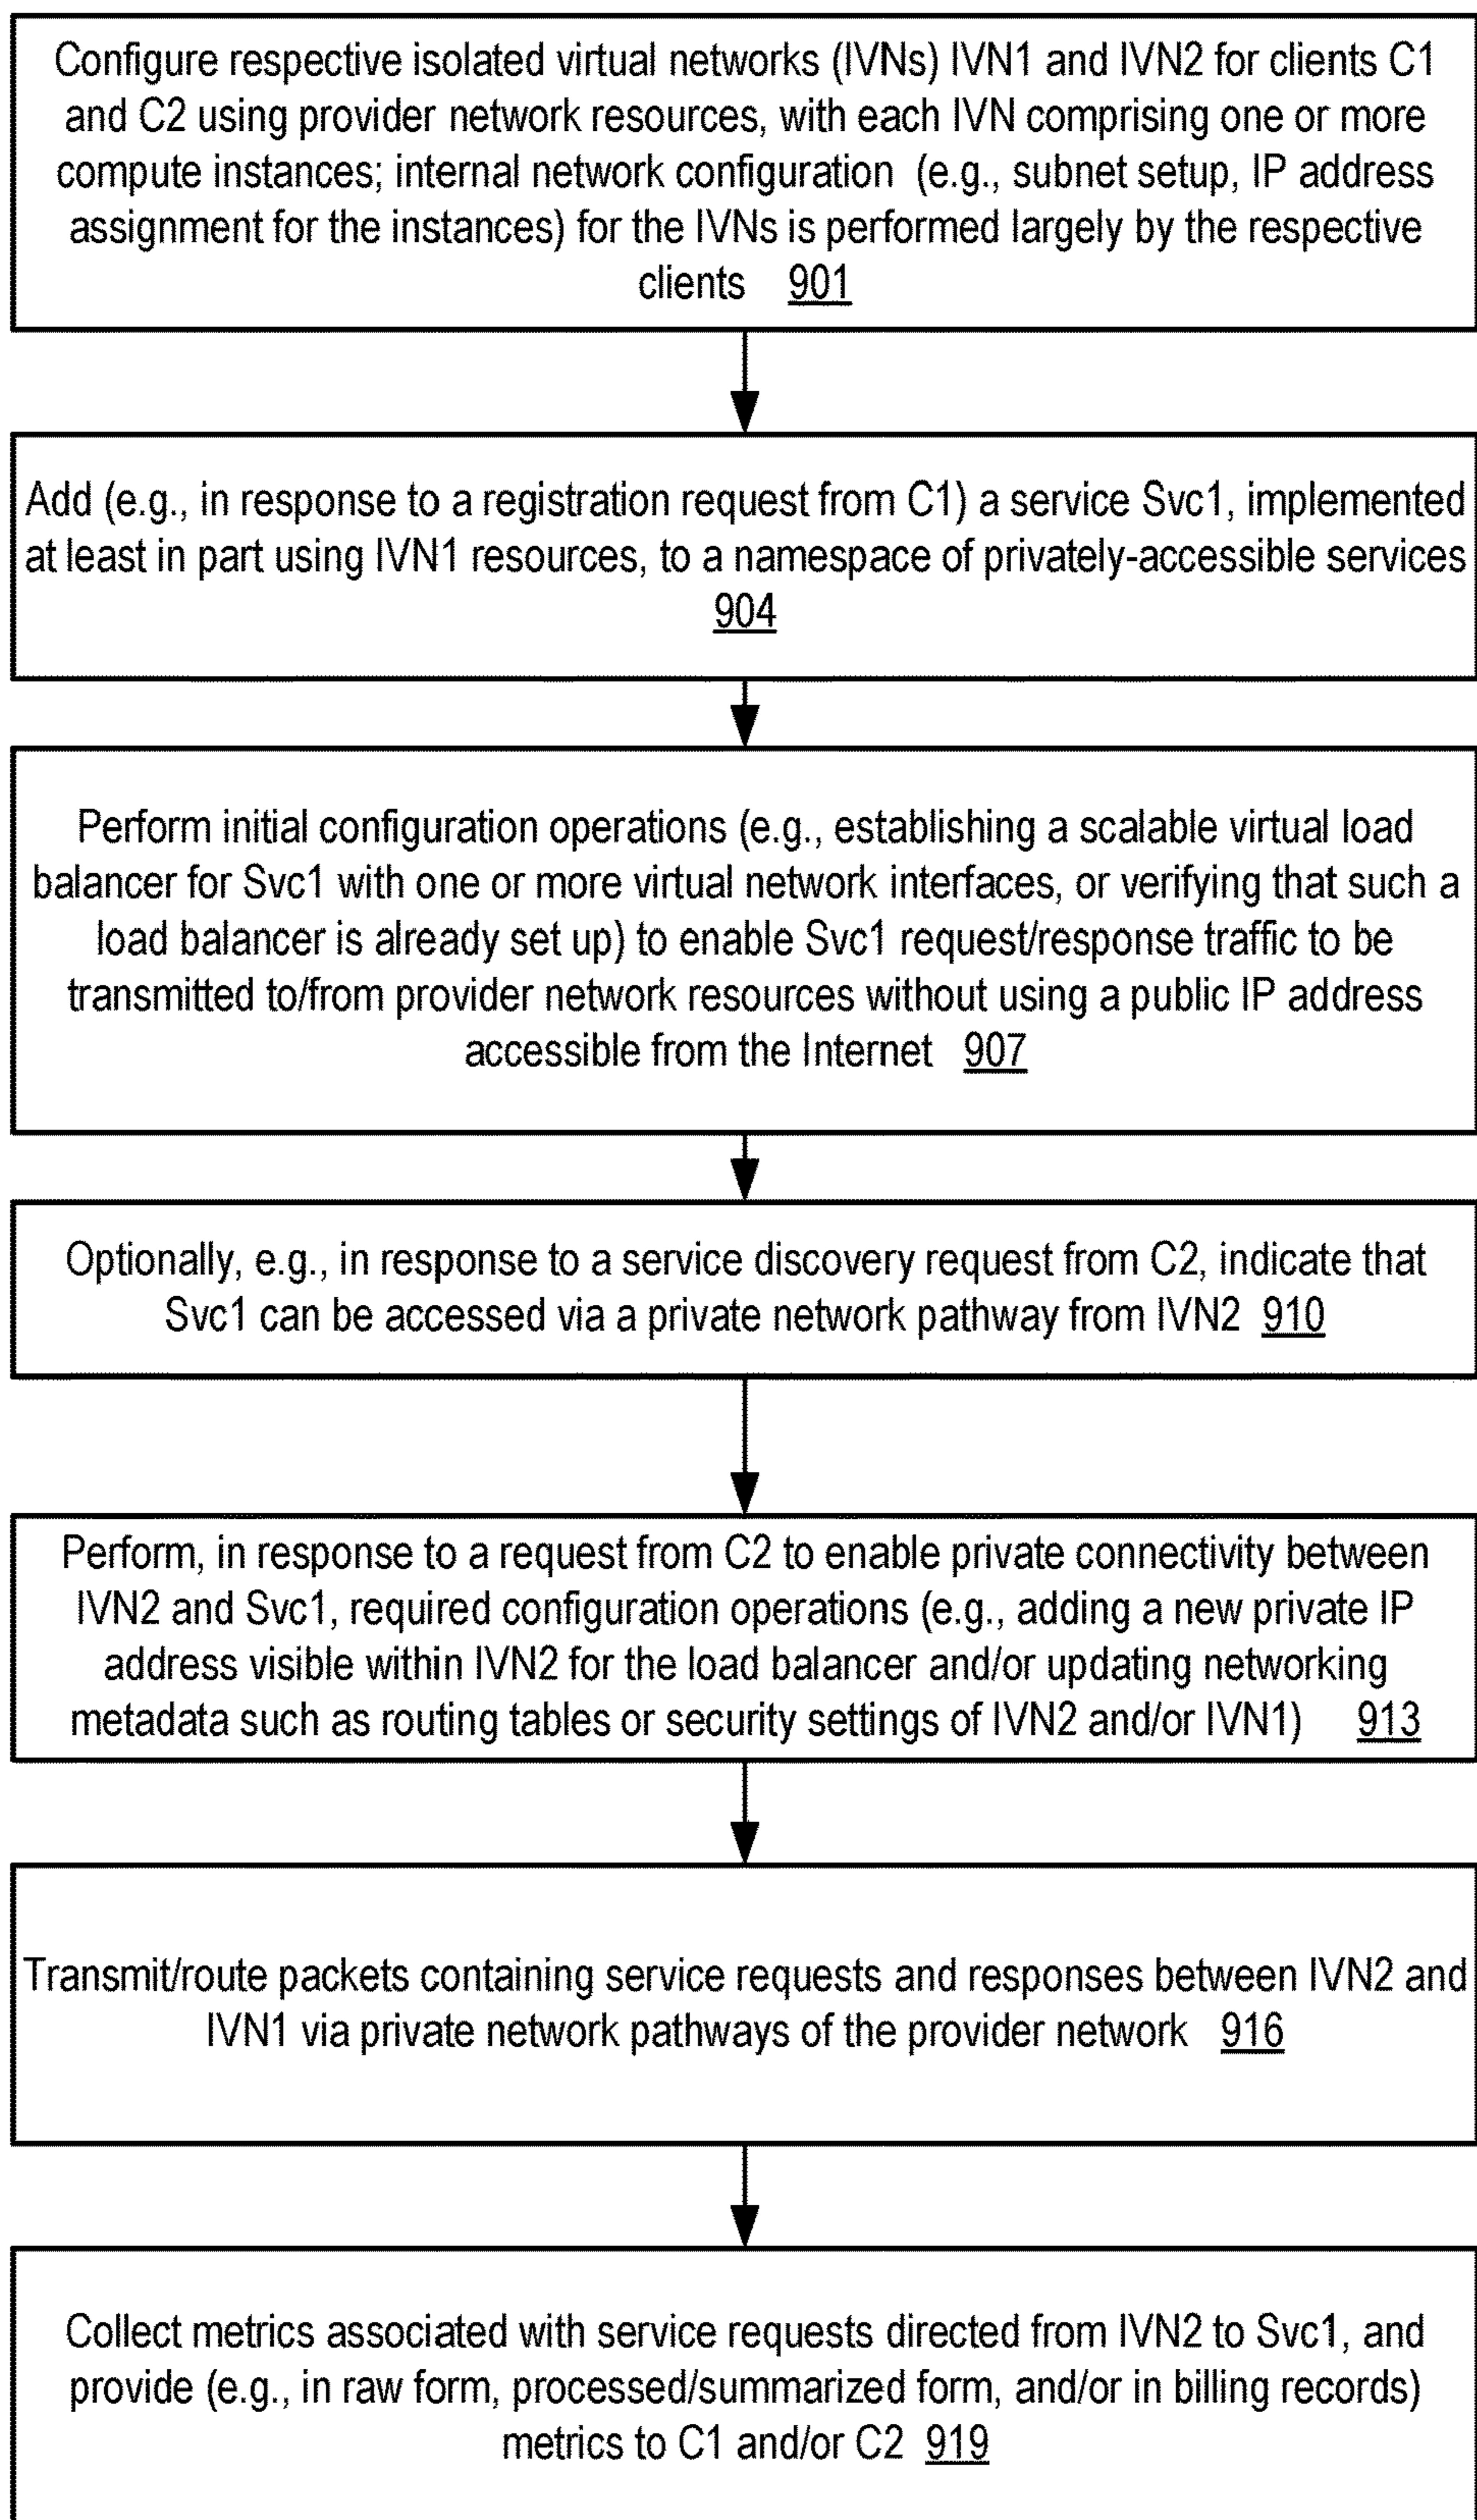 Configure respective isolated virtual networks (IVNs) IVN1 and IVN2 for clients C1
and C2 using provider network resources, with each IVN comprising one or more
compute instances; internal network configuration (e.g., subnet setup, IP address
assignment for the instances) for the IVNs is performed largely by the respective
clients 901
Add (e.g., in response to a registration request from C1) a service Svc1, implemented
at least in part using IVN1 resources, to a namespace of privately-accessible services
904
Perform initial configuration operations (e.g., establishing a scalable virtual load
balancer for Svc1 with one or more virtual network interfaces, or verifying that such a
load balancer is already set up) to enable Svc1 request/response traffic to be
transmitted to/from provider network resources without using a public IP address
accessible from the Internet 907
Optionally, e.g., in response to a service discovery request from C2, indicate that
Svc1 can be accessed via a private network pathway from IVN2 910
Perform, in response to a request from C2 to enable private connectivity between
IVN2 and Svc1, required configuration operations (e.g., adding a new private IP
address visible within IVN2 for the load balancer and/or updating networking
metadata such as routing tables or security settings of IVN2 and/or IVN1) 913
Transmit/route packets containing service requests and responses between IVN2 and
IVN1 via private network pathways of the provider network 916
Collect metrics associated with service requests directed from IVN2 to Svc1, and
provide (e.g., in raw form, processed/summarized form, and/or in billing records)
metrics to C1 and/or C2 919